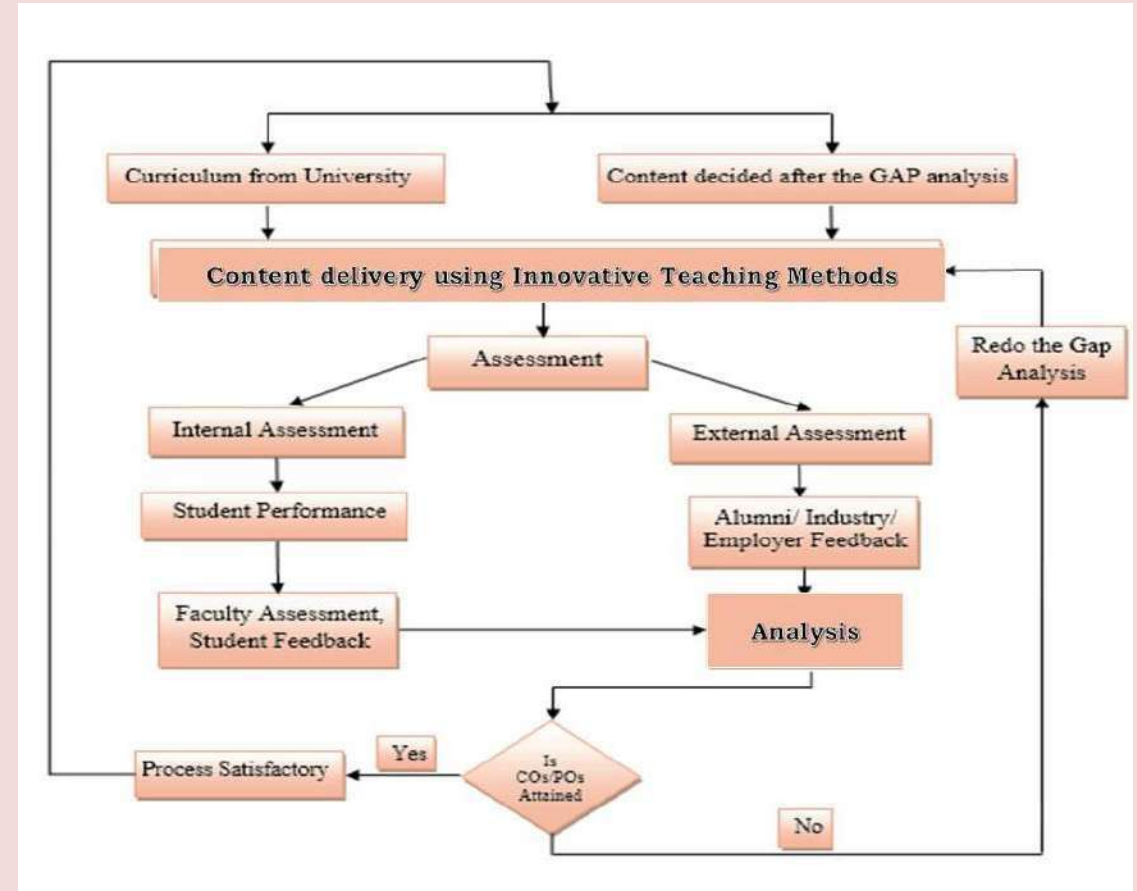 Curriculum from University
Content decided after the GAP analysis
Content delivery using Innovative Teaching Methods
Assessment
Redo the Gap
Analysis
Internal Assessment
External Assessment
Student Performance
Alumni/ Industry/
Employer Feedback
Faculty Assessment,
Student Feedback
Analysis
Is
COs/POs
Attained
Yes
Process Satisfactory
No